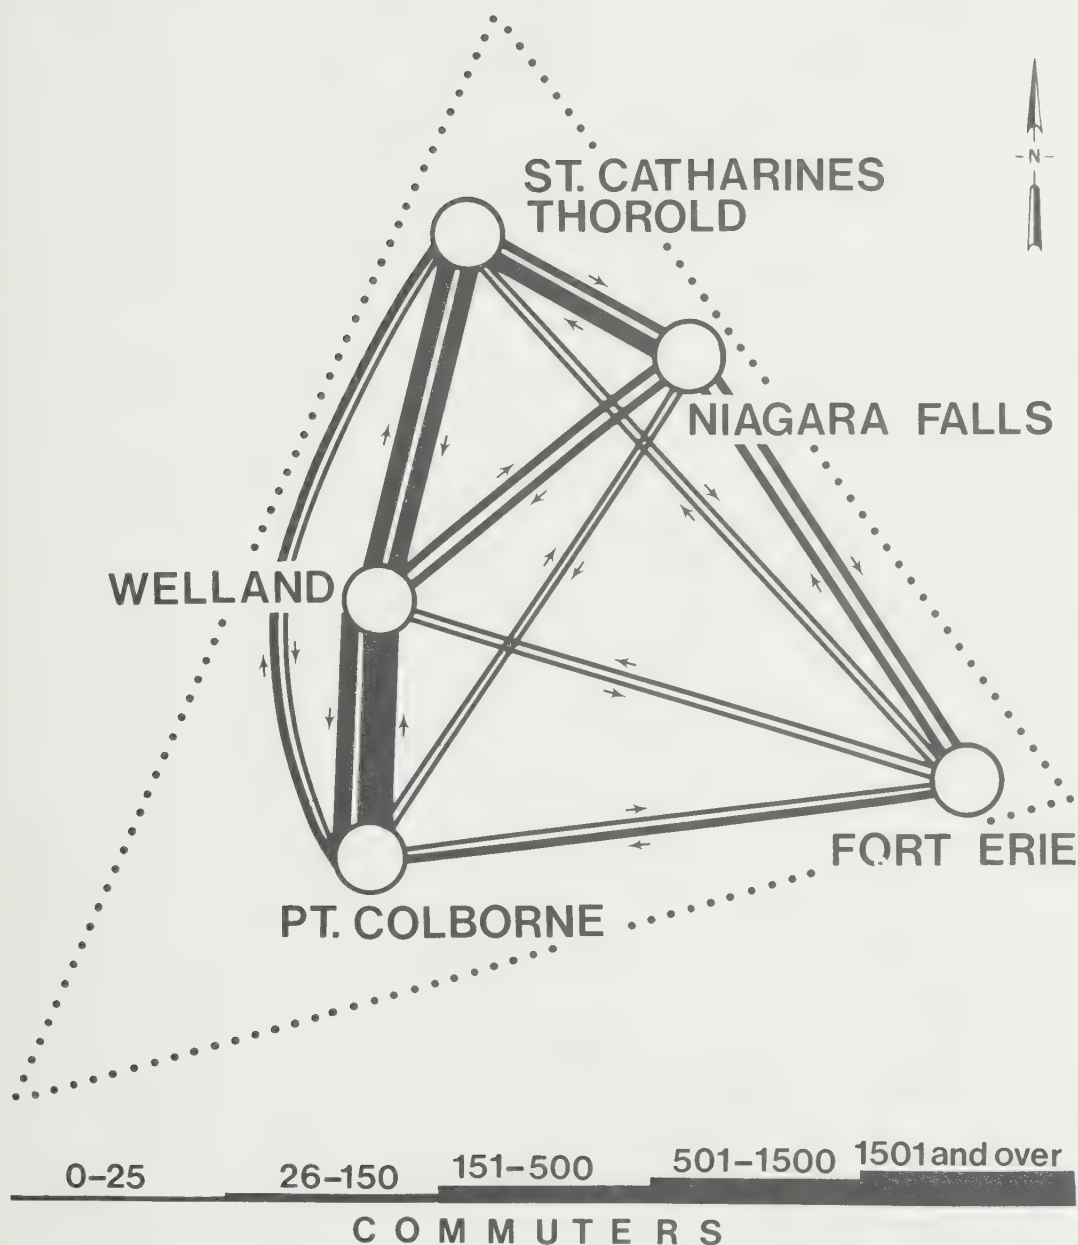 -N-
ST. CATHARINES
THOROLD
NIAGARA FALLS
WELLAND
FORT ERIE
PT. COLBORNE
0-25 26-150 151-500 501-1500 1501 and over
COMMUTERS